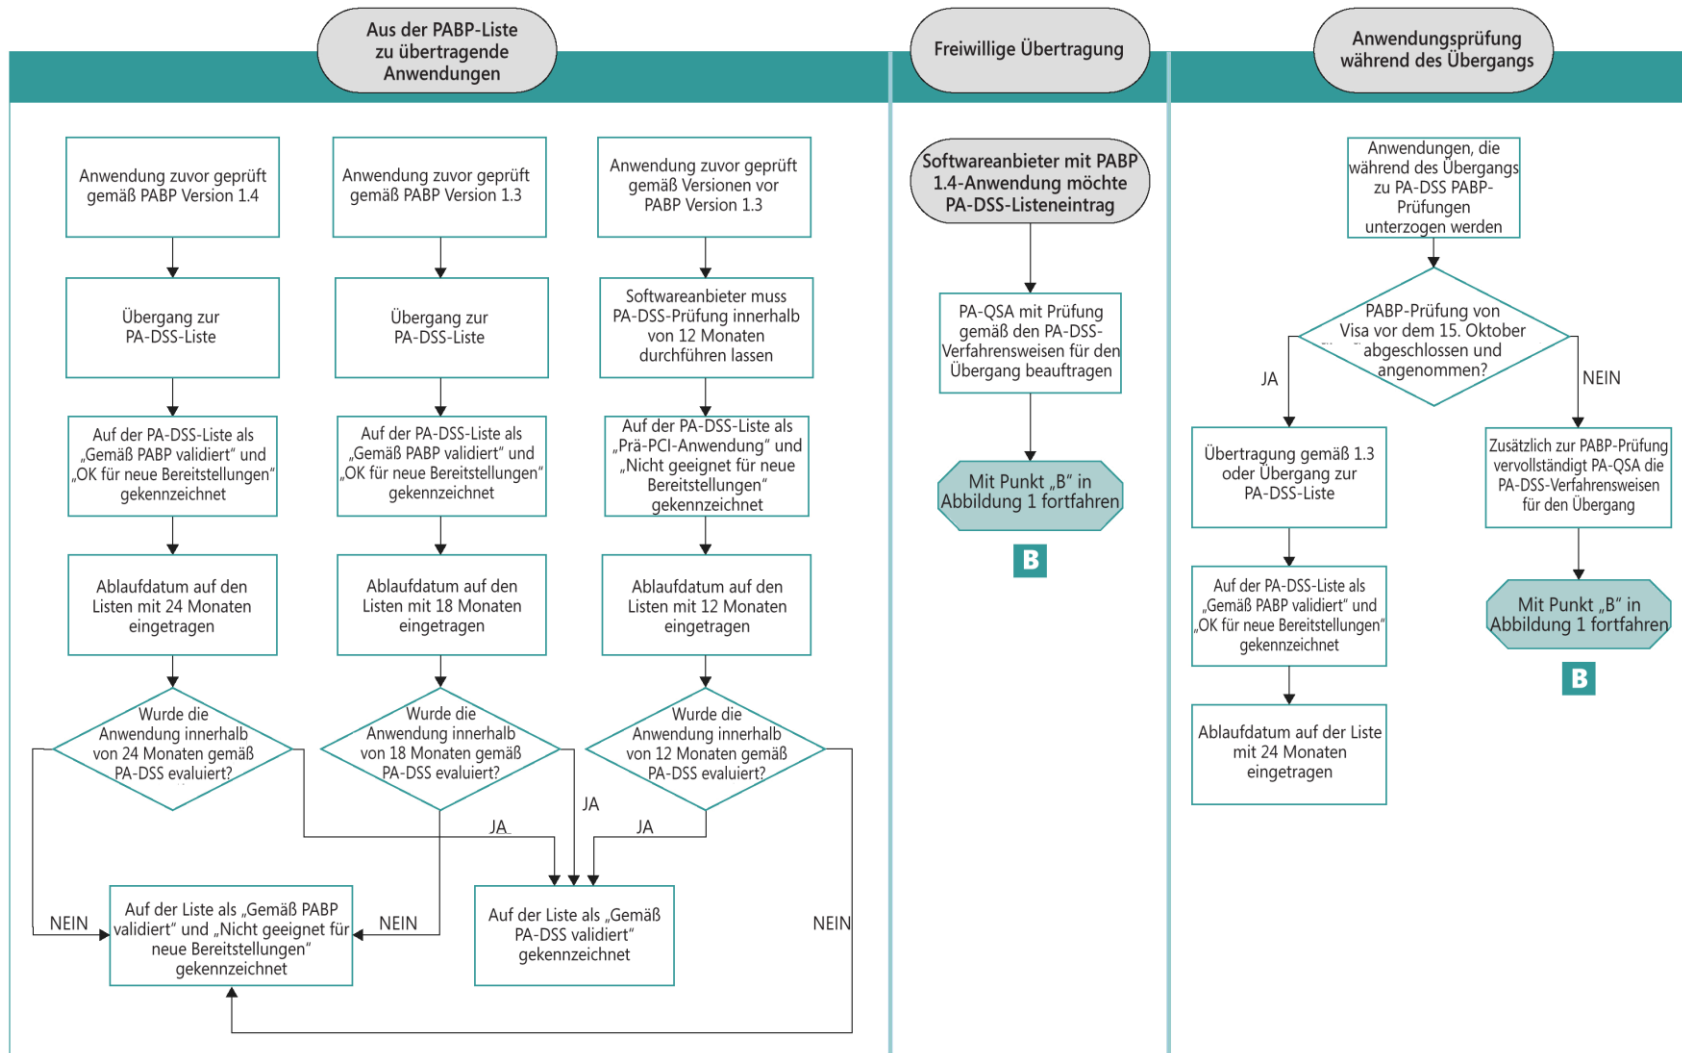 Aus der PABP-Liste
zu übertragende
Anwendungen
Anwendung zuvor geprüft
gemäß PABP Version 1.4
Übergang zur
PA-DSS-Liste
Auf der PA-DSS-Liste als
„Gemäß PABP validiert“ und
„OK für neue Bereitstellungen“
gekennzeichnet
Ablaufdatum auf den
Listen mit 24 Monaten
eingetragen
Wurde die
Anwendung innerhalb
von 24 Monaten gemäß
PA-DSS evaluiert?
Anwendung zuvor geprüft
gemäß PABP Version 1.3
Übergang zur
PA-DSS-Liste
Auf der PA-DSS-Liste als
„Gemäß PABP validiert“ und
„OK für neue Bereitstellungen“
gekennzeichnet
Ablaufdatum auf den
Listen mit 18 Monaten
eingetragen
Wurde die
Anwendung innerhalb
von 18 Monaten gemäß
PA-DSS evaluiert?
Anwendung zuvor geprüft
gemäß Versionen vor
PABP Version 1.3
Softwareanbieter muss
PA-DSS-Prüfung innerhalb
von 12 Monaten
durchführen lassen
Auf der PA-DSS-Liste als
„Prä-PCI-Anwendung“ und
„Nicht geeignet für neue
Bereitstellungen“
gekennzeichnet
Ablaufdatum auf den
Listen mit 12 Monaten
eingetragen
Wurde die
Anwendung innerhalb
von 12 Monaten gemäß
PA-DSS evaluiert?
JA
JA
JA
NEIN
NEIN
NEIN
Auf der Liste als „Gemäß PABP
validiert“ und „Nicht geeignet für
neue Bereitstellungen“
gekennzeichnet
Auf der Liste als „Gemäß
PA-DSS validiert“
gekennzeichnet
Freiwillige Übertragung
Softwareanbieter mit PABP
1.4-Anwendung möchte
PA-DSS-Listeneintrag
PA-QSA mit Prüfung
gemäß den PA-DSS-
Verfahrensweisen für den
Übergang beauftragen
Mit Punkt „B“ in
Abbildung 1 fortfahren
B
Anwendungsprüfung
während des Übergangs
Anwendungen, die
während des Übergangs
zu PA-DSS PABP-
Prüfungen
unterzogen werden
PABP-Prüfung von
Visa vor dem 15. Oktober
abgeschlossen und
angenommen?
JA
NEIN
Übertragung gemäß 1.3
oder Übergang zur
PA-DSS-Liste
Auf der PA-DSS-Liste als
„Gemäß PABP validiert“ und
„OK für neue Bereitstellungen“
gekennzeichnet
Ablaufdatum auf der Liste
mit 24 Monaten
eingetragen
Zusätzlich zur PABP-Prüfung
vervollständigt PA-QSA die
PA-DSS-Verfahrensweisen
für den Übergang
Mit Punkt „B“ in
Abbildung 1 fortfahren
B